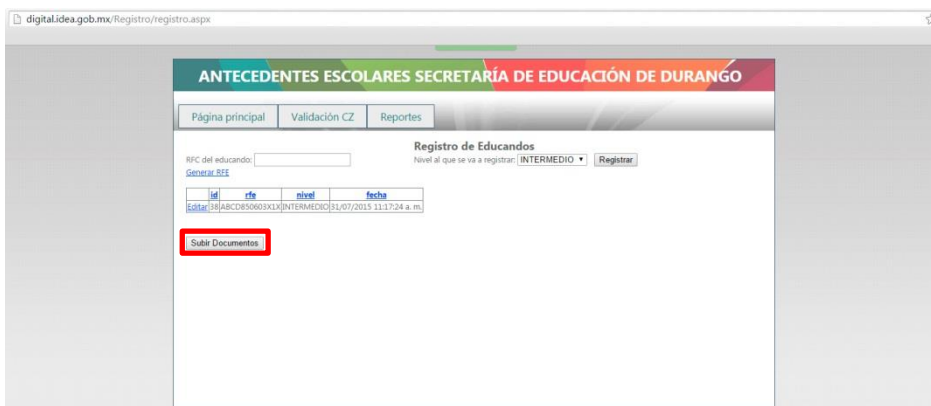 digital.idea.gob.mx/Registro/registro.aspx
ANTECEDENTES ESCOLARES SECRETARÍA DE EDUCACIÓN DE DURANGO
Página principal Validación CZ Reportes
Registro de Educandos
RFC del educando: Nivel al que se va a registrar: INTERMEDIO Registrar
Generar RFE
id rfe nivel fecha
Editar 38 ABCD850603X1X INTERMEDIO 31/07/2015 11:17:24 a. m.
Subir Documentos